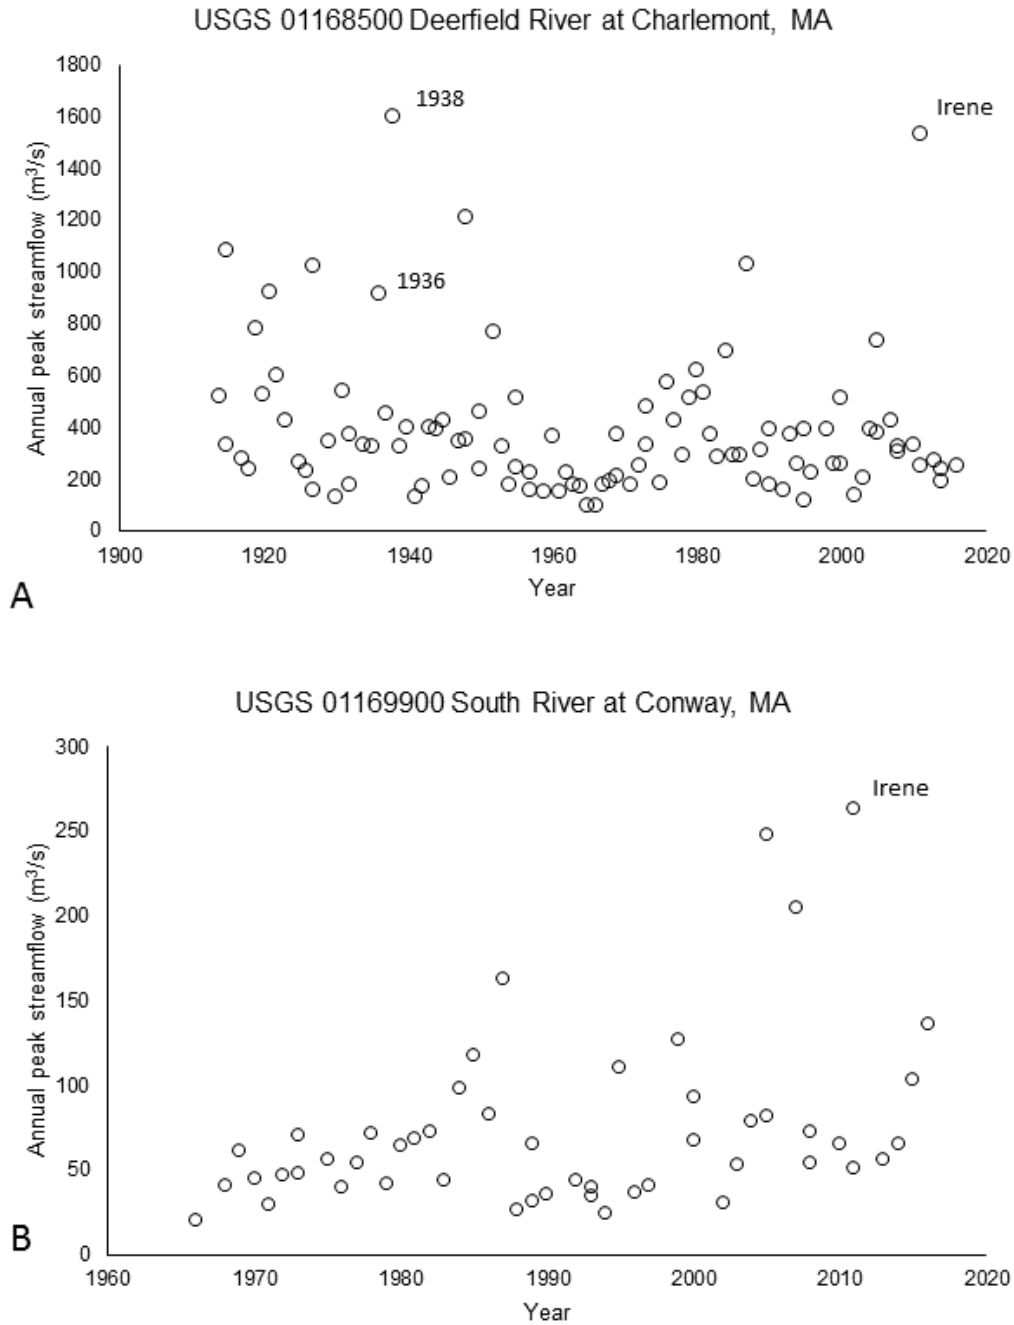 USGS 01168500 Deerfield River at Charlemont, MA
1800
1600
1400
1200
1000
800
600
400
200
0
Annual peak streamflow (m³/s)
1938
Irene
1936
1900 1920 1940 1960 1980 2000 2020
Year
A
USGS 01169900 South River at Conway, MA
300
250
200
150
100
50
0
Annual peak streamflow (m³/s)
Irene
B
1960 1970 1980 1990 2000 2010 2020
Year